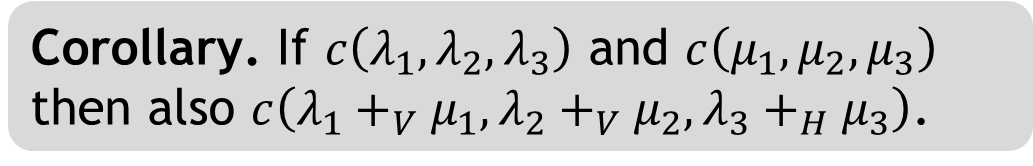 Corollary. If 𝑐(𝜆₁, 𝜆₂, 𝜆₃) and 𝑐(𝜇₁, 𝜇₂, 𝜇₃)
then also 𝑐(𝜆₁ +_V 𝜇₁, 𝜆₂ +_V 𝜇₂, 𝜆₃ +_H 𝜇₃).